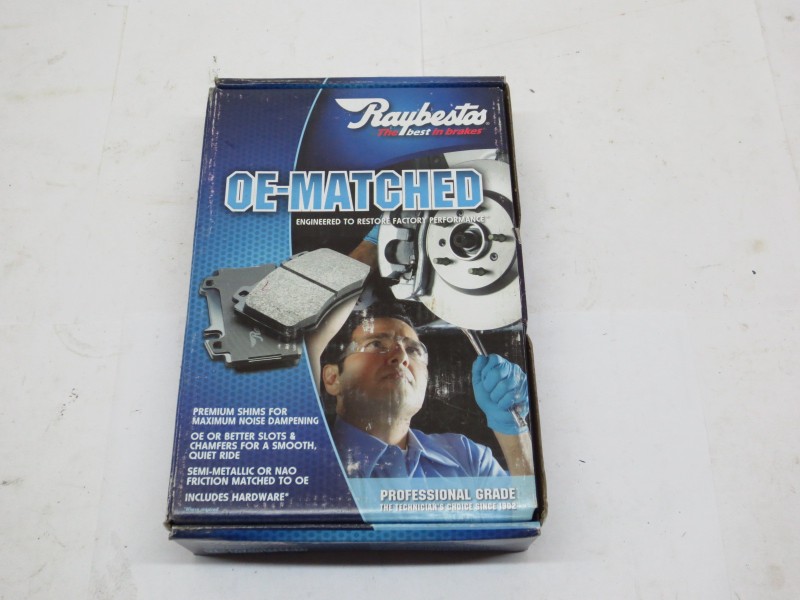 Raybestos
The best in brakes
OE-MATCHED
ENGINEERED TO RESTORE FACTORY PERFORMANCE
PREMIUM SHIMS FOR
MAXIMUM NOISE DAMPENING
OE OR BETTER SLOTS &
CHAMFERS FOR A SMOOTH,
QUIET RIDE
SEMI-METALLIC OR NAO
FRICTION MATCHED TO OE
INCLUDES HARDWARE*
PROFESSIONAL GRADE
THE TECHNICIAN'S CHOICE SINCE 1902